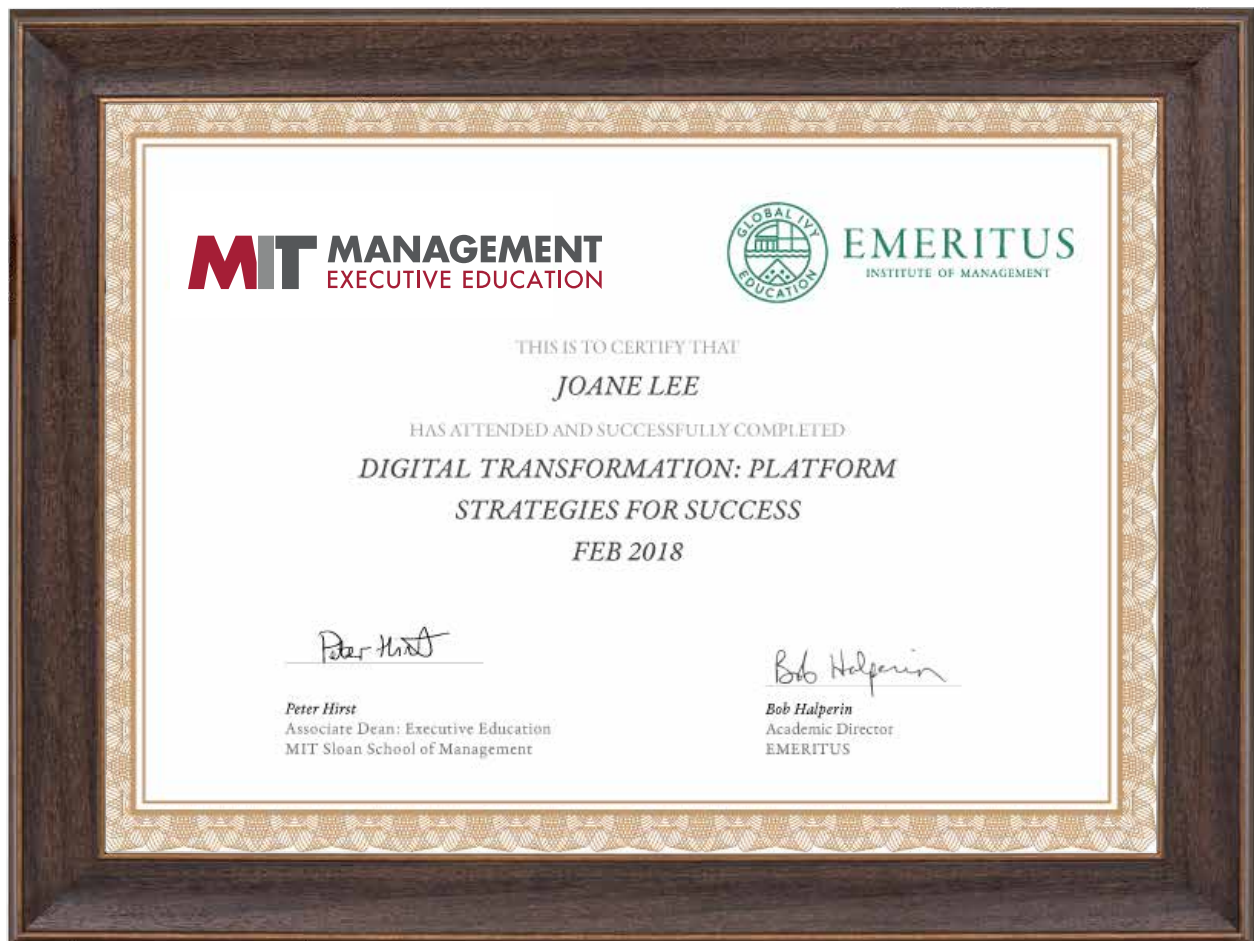 MIT MANAGEMENT
EXECUTIVE EDUCATION
GLOBAL IVY
EDUCATION
EMERITUS
INSTITUTE OF MANAGEMENT
THIS IS TO CERTIFY THAT
JOANE LEE
HAS ATTENDED AND SUCCESSFULLY COMPLETED
DIGITAL TRANSFORMATION: PLATFORM
STRATEGIES FOR SUCCESS
FEB 2018
Peter Hirst
Bob Halperin
Peter Hirst
Associate Dean: Executive Education
MIT Sloan School of Management
Bob Halperin
Academic Director
EMERITUS